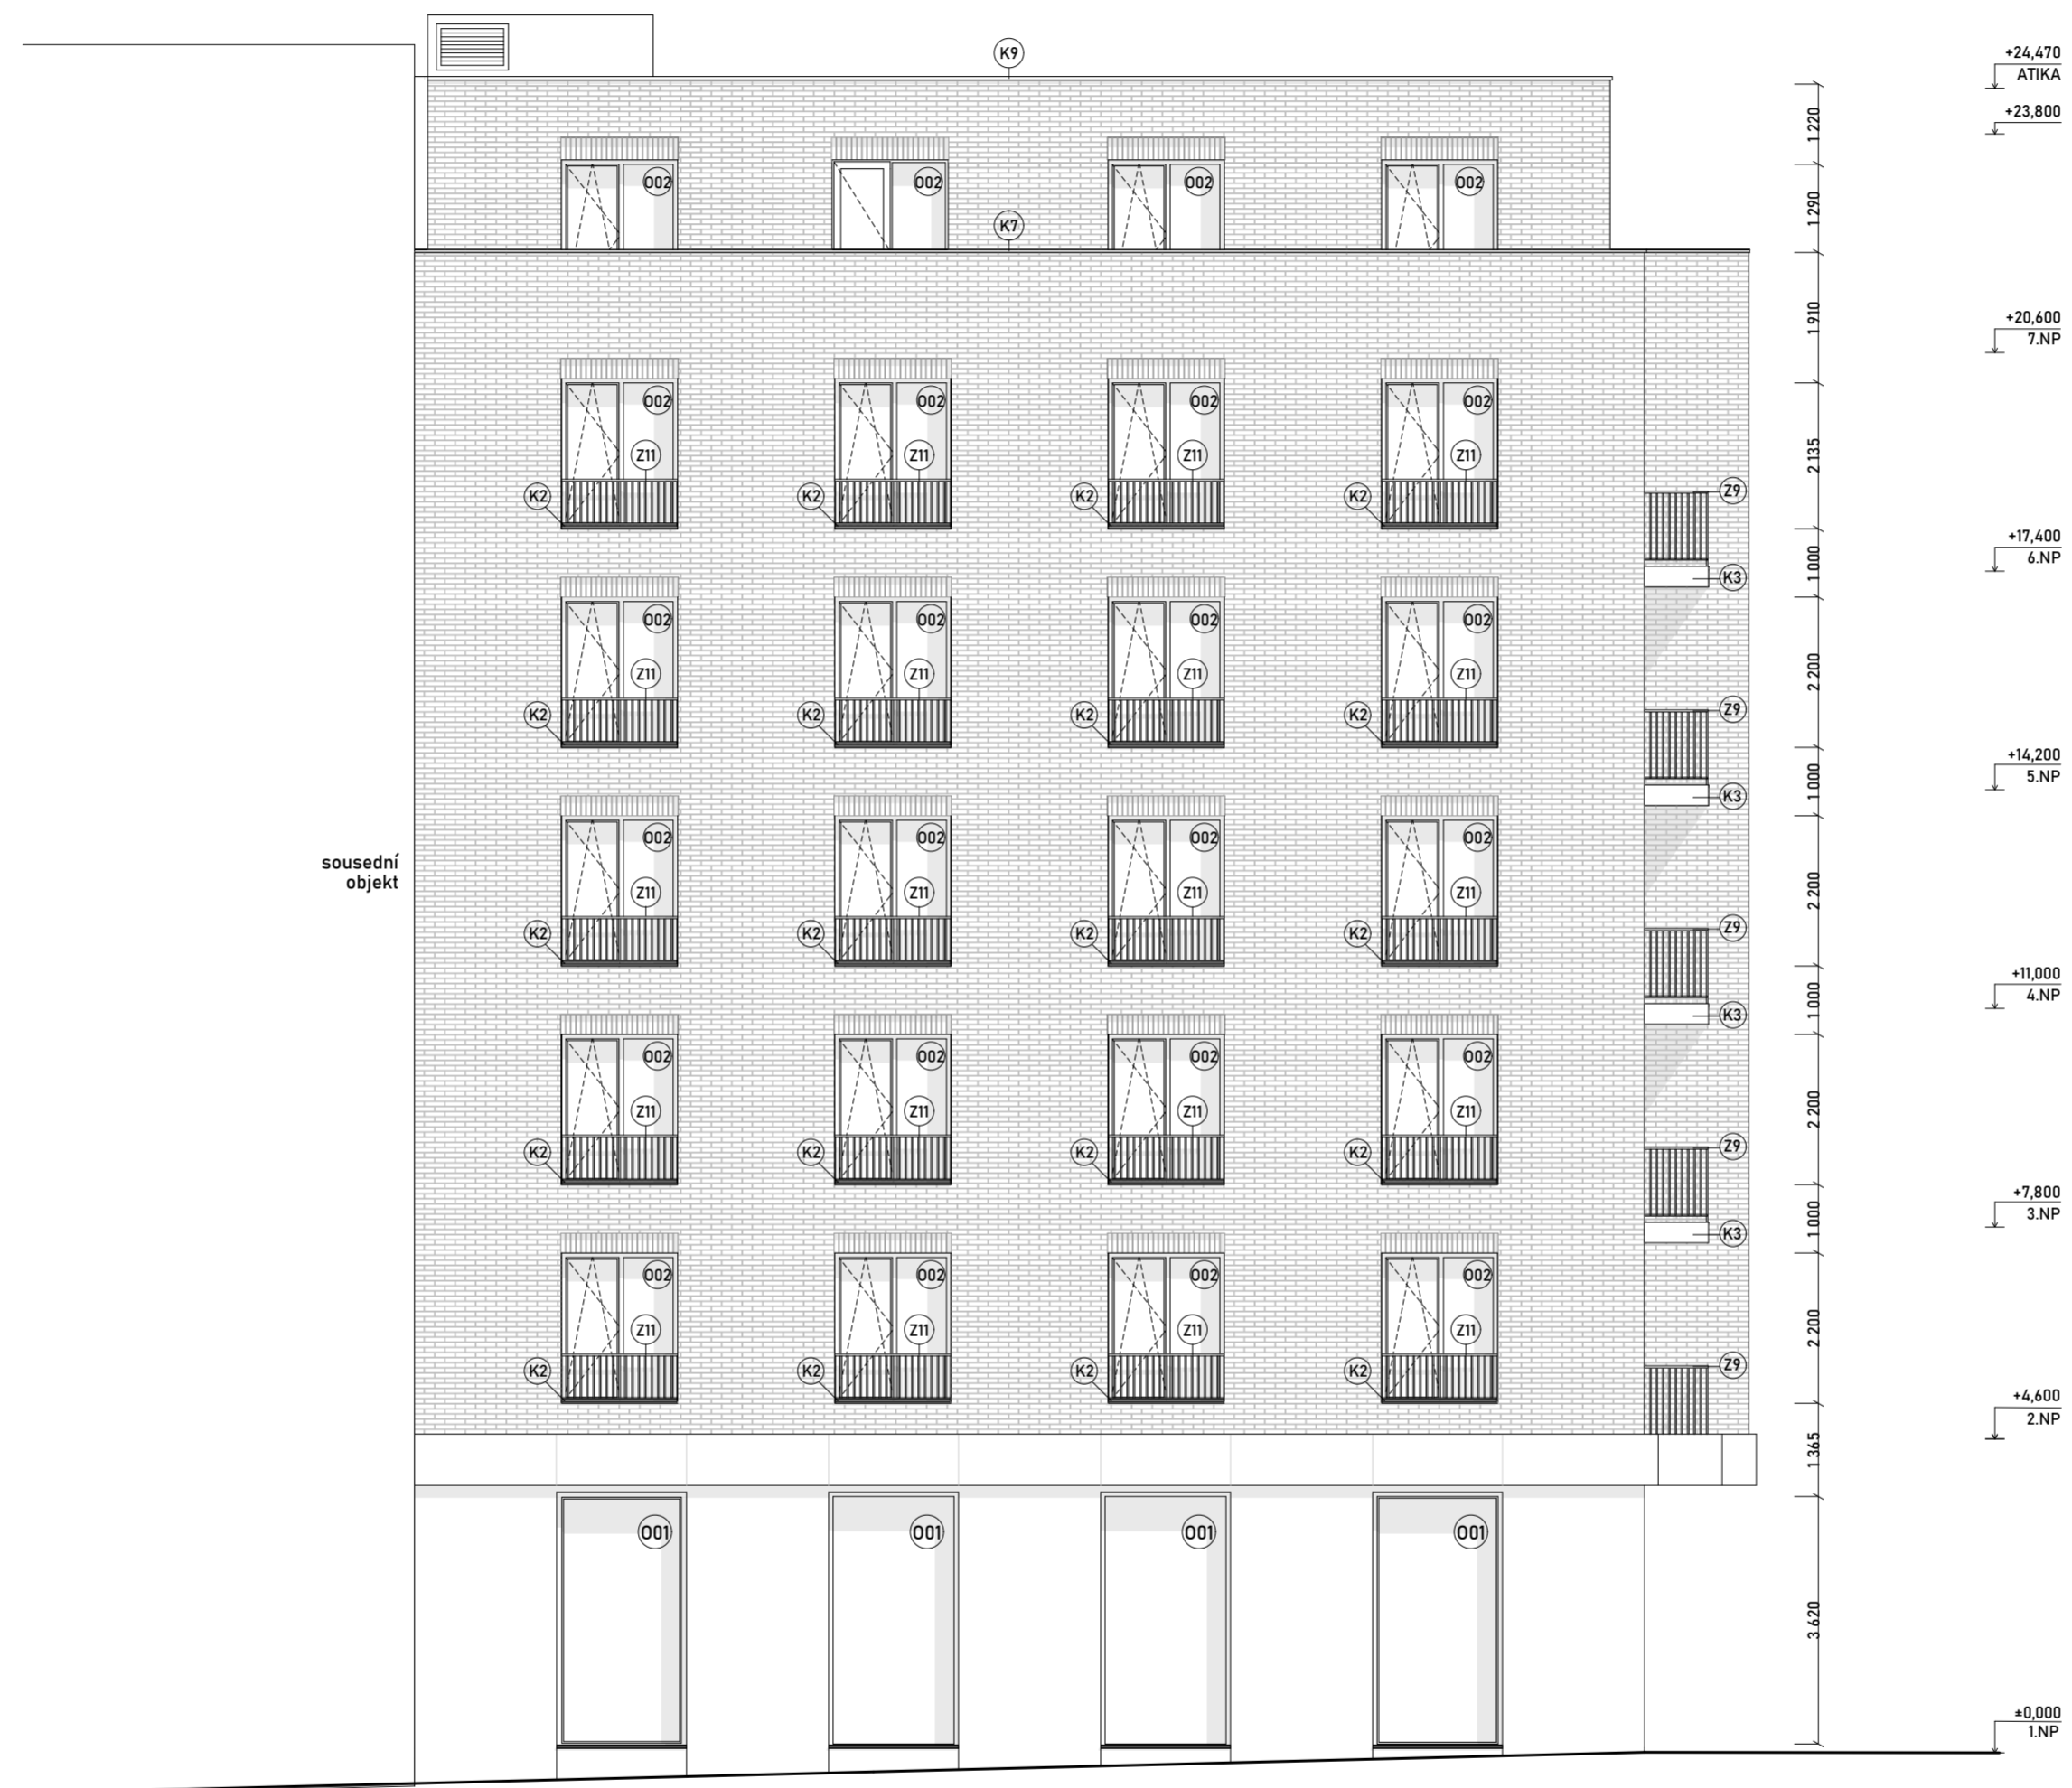 K9
+24,470
ATIKA
+23,800
1 220
O02 O02 O02 O02
1 290
K7
1 910
+20,600
7.NP
O02 O02 O02 O02
Z11 Z11 Z11 Z11
2 135
K2 K2 K2 K2
Z9
+17,400
6.NP
1 000
K3
O02 O02 O02 O02
Z11 Z11 Z11 Z11
2 200
K2 K2 K2 K2
Z9
+14,200
5.NP
1 000
K3
O02 O02 O02 O02
sousední
objekt
Z11 Z11 Z11 Z11
2 200
K2 K2 K2 K2
Z9
+11,000
4.NP
1 000
K3
O02 O02 O02 O02
Z11 Z11 Z11 Z11
2 200
K2 K2 K2 K2
Z9
+7,800
3.NP
1 000
K3
O02 O02 O02 O02
Z11 Z11 Z11 Z11
2 200
K2 K2 K2 K2
Z9
+4,600
2.NP
1 365
O01 O01 O01 O01
3 620
±0,000
1.NP